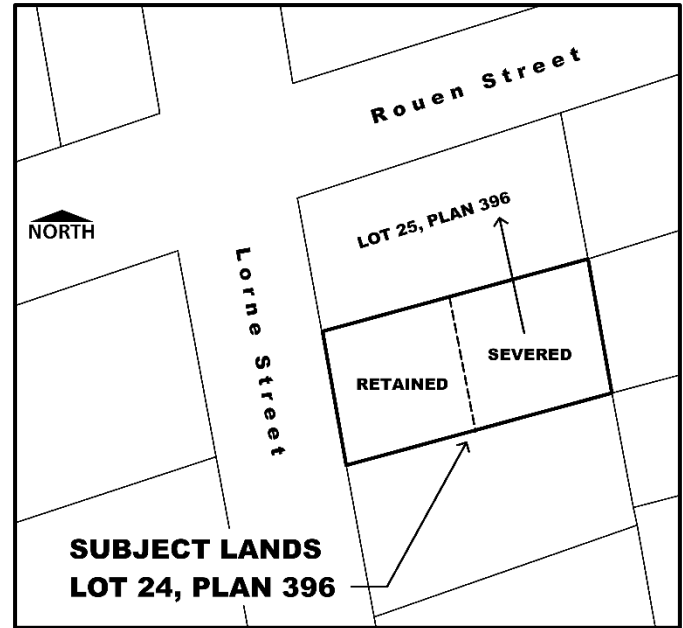 Rouen Street
LOT 25, PLAN 396
NORTH
Lorne Street
SEVERED
RETAINED
SUBJECT LANDS
LOT 24, PLAN 396